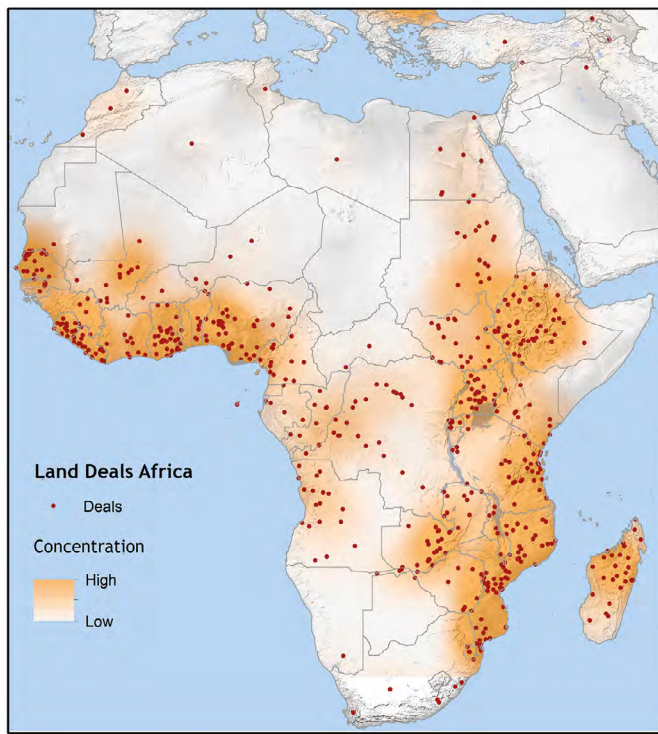 Land Deals Africa
Deals
Concentration
High
Low